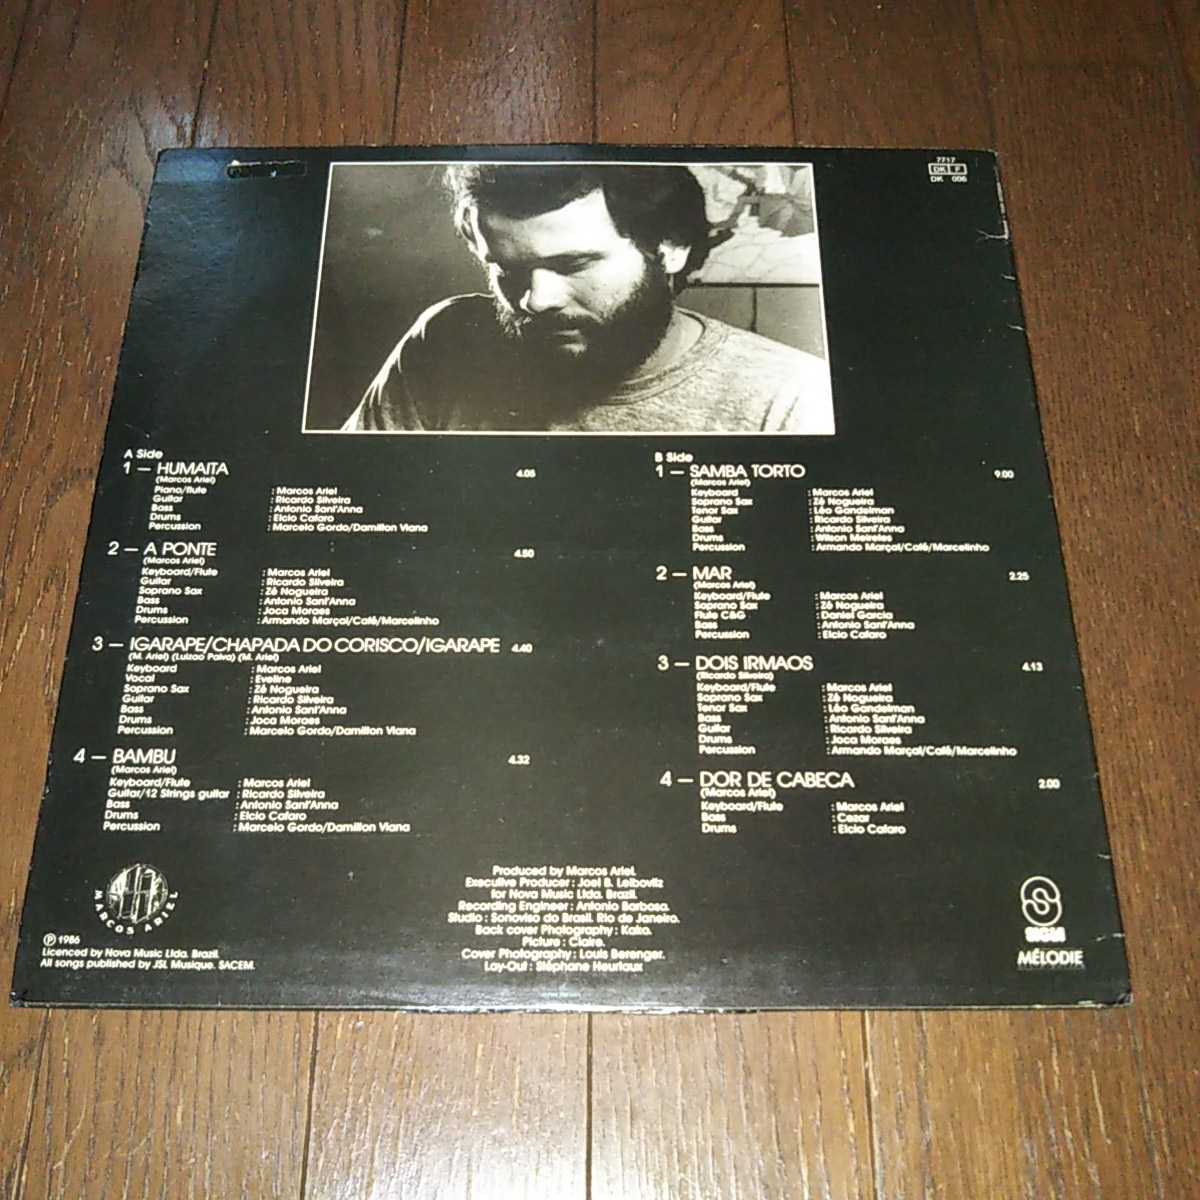 7717
DK F
DK 006
A Side
1 – HUMAITA 4.05
(Marcos Ariel)
Piano/flute : Marcos Ariel
Guitar : Ricardo Silveira
Bass : Antonio Sant'Anna
Drums : Elcio Cafaro
Percussion : Marcelo Gordo/Damilton Viana
2 – A PONTE 4.50
(Marcos Ariel)
Keyboard/Flute : Marcos Ariel
Guitar : Ricardo Silveira
Soprano Sax : Zé Nogueira
Bass : Antonio Sant'Anna
Drums : Joca Moraes
Percussion : Armando Marçal/Café/Marcelinho
3 – IGARAPE/CHAPADA DO CORISCO/IGARAPE 4.40
(M. Ariel) (Luizao Paiva) (M. Ariel)
Keyboard : Marcos Ariel
Vocal : Eveline
Soprano Sax : Zé Nogueira
Guitar : Ricardo Silveira
Bass : Antonio Sant'Anna
Drums : Joca Moraes
Percussion : Marcelo Gordo/Damilton Viana
4 – BAMBU 4.32
(Marcos Ariel)
Keyboard/Flute : Marcos Ariel
Guitar/12 Strings guitar : Ricardo Silveira
Bass : Antonio Sant'Anna
Drums : Elcio Cafaro
Percussion : Marcelo Gordo/Damilton Viana
B Side
1 – SAMBA TORTO 9.00
(Marcos Ariel)
Keyboard : Marcos Ariel
Soprano Sax : Zé Nogueira
Tenor Sax : Léo Gandelman
Guitar : Ricardo Silveira
Bass : Antonio Sant'Anna
Drums : Wilson Meireles
Percussion : Armando Marçal/Café/Marcelinho
2 – MAR 2.25
(Marcos Ariel)
Keyboard/Flute : Marcos Ariel
Soprano Sax : Zé Nogueira
Flute C&G : Daniel Garcia
Bass : Antonio Sant'Anna
Percussion : Elcio Cafaro
3 – DOIS IRMAOS 4.13
(Ricardo Silveira)
Keyboard/Flute : Marcos Ariel
Soprano Sax : Zé Nogueira
Tenor Sax : Léo Gandelman
Bass : Antonio Sant'Anna
Guitar : Ricardo Silveira
Drums : Joca Moraes
Percussion : Armando Marçal/Café/Marcelinho
4 – DOR DE CABECA 2.00
(Marcos Ariel)
Keyboard/Flute : Marcos Ariel
Bass : Cezar
Drums : Elcio Cafaro
MARCOS ARIEL
Ⓟ 1986
Licenced by Nova Music Ltda. Brazil.
All songs published by JSL Musique. SACEM.
Produced by Marcos Ariel.
Executive Producer : Joel B. Leibovitz
for Nova Music Ltda. Brazil.
Recording Engineer : Antonio Barbosa.
Studio : Sonoviso do Brasil. Rio de Janeiro.
Back cover Photography : Kako.
Picture : Claire.
Cover Photography : Louis Berenger.
Lay-Out : Stéphane Heurtaux
MÉLODIE